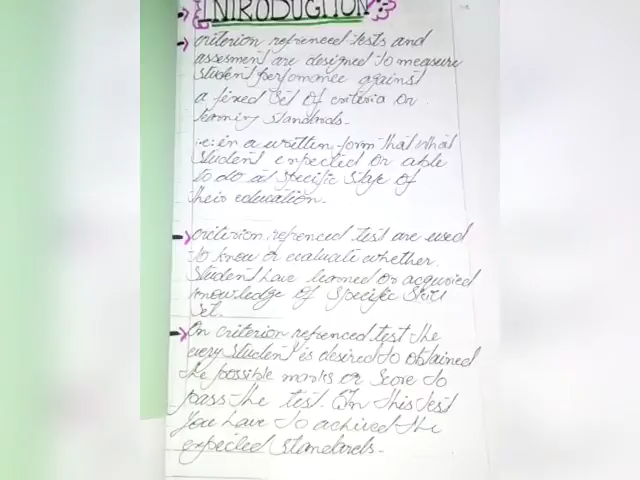 INTRODUCTION
criterion refrenced tests and
assesment are designed to measure
student perfomance against
a fixed set of criteria or
learning standards.
i.e: in a written form that what
student expected or able
to do at specific stage of
their education.
criterion refrenced test are used
to know or evaluate whether
student have learned or acquried
knowledge of specific skill
set.
On criterion refrenced test the
every student is desired to obtained
the possible marks or score to
pass the test. In this test
you have to achived the
expected standards.